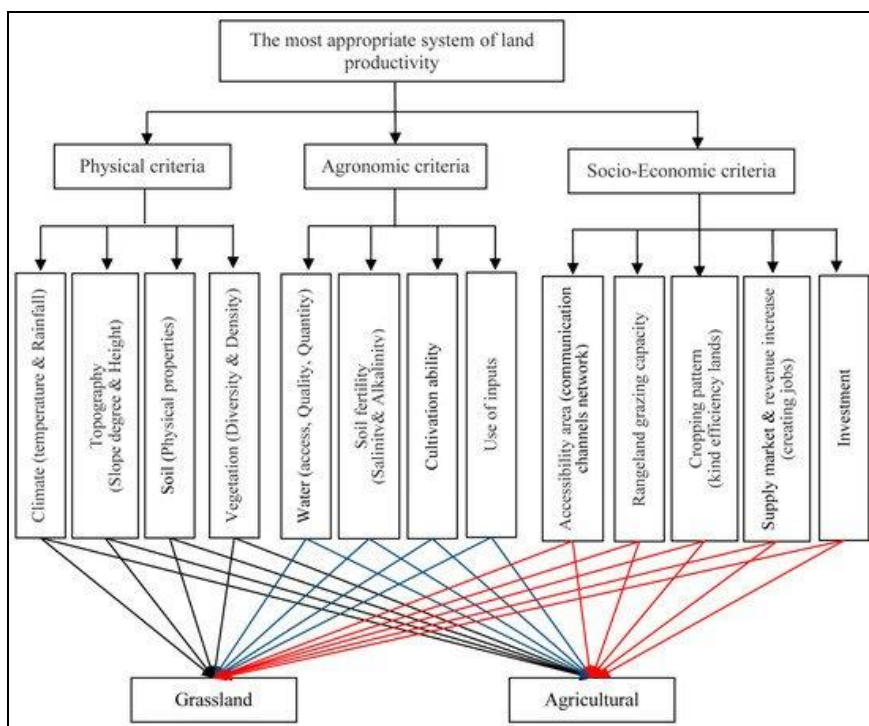 The most appropriate system of land
productivity
Physical criteria
Agronomic criteria
Socio-Economic criteria
Climate (temperature & Rainfall)
Topography
(Slope degree & Height)
Soil (Physical properties)
Vegetation (Diversity & Density)
Water (access, Quality, Quantity)
Soil fertility
(Salinity& Alkalinity)
Cultivation ability
Use of inputs
Accessibility area (communication
channels network)
Rangeland grazing capacity
Cropping pattern
(kind efficiency lands)
Supply market & revenue increase
(creating jobs)
Investment
Grassland
Agricultural